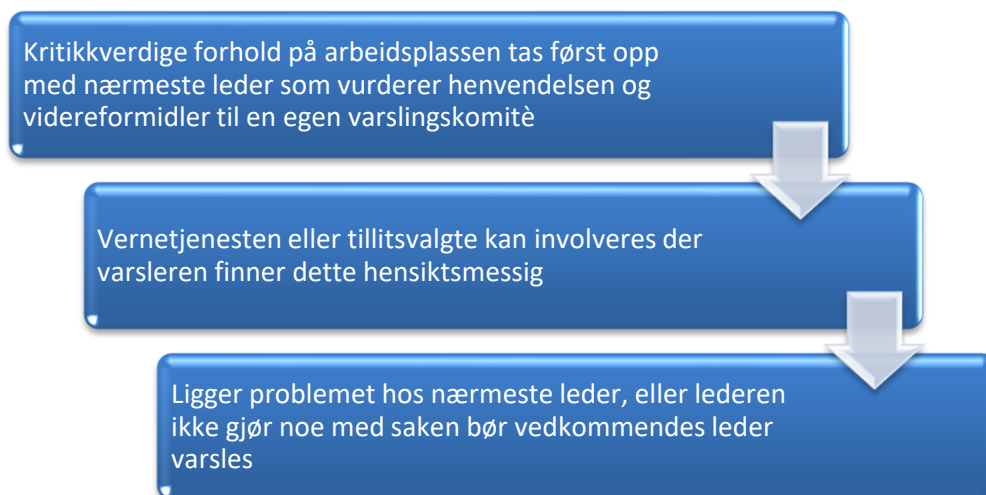 Kritikkverdige forhold på arbeidsplassen tas først opp
med nærmeste leder som vurderer henvendelsen og
videreformidler til en egen varslingskomitè
Vernetjenesten eller tillitsvalgte kan involveres der
varsleren finner dette hensiktsmessig
Ligger problemet hos nærmeste leder, eller lederen
ikke gjør noe med saken bør vedkommendes leder
varsles